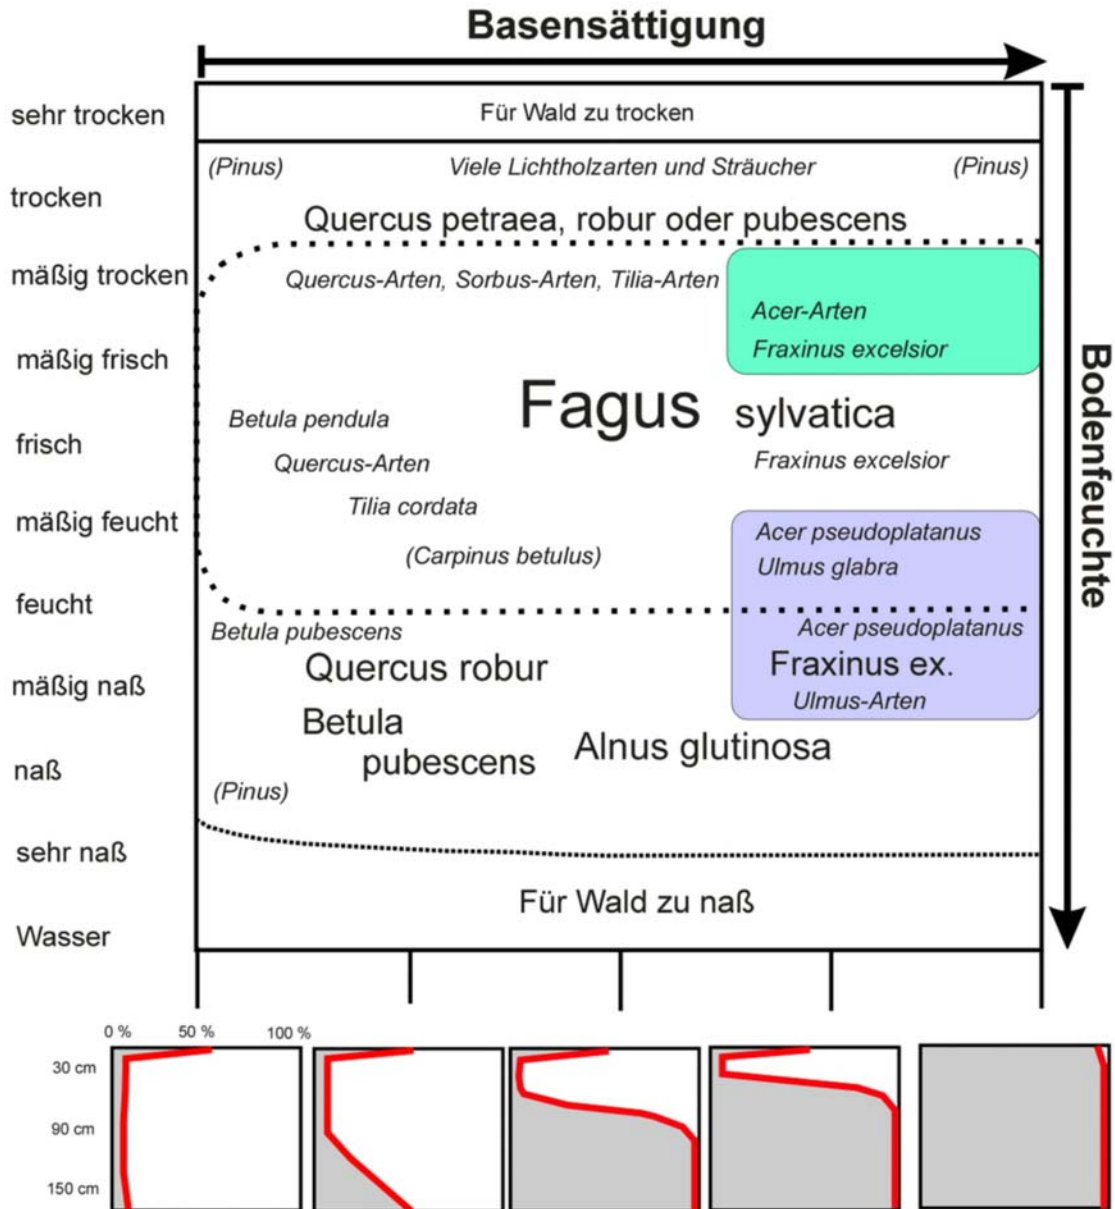 Basensättigung
sehr trocken
Für Wald zu trocken
(Pinus)
Viele Lichtholzarten und Sträucher
(Pinus)
trocken
Quercus petraea, robur oder pubescens
mäßig trocken
Quercus-Arten, Sorbus-Arten, Tilia-Arten
Acer-Arten
Fraxinus excelsior
mäßig frisch
Fagus sylvatica
Betula pendula
frisch
Quercus-Arten
Fraxinus excelsior
Tilia cordata
mäßig feucht
Acer pseudoplatanus
(Carpinus betulus)
Ulmus glabra
feucht
Betula pubescens
Acer pseudoplatanus
Quercus robur
Fraxinus ex.
mäßig naß
Ulmus-Arten
Betula
pubescens
Alnus glutinosa
naß
(Pinus)
sehr naß
Für Wald zu naß
Wasser
Bodenfeuchte
0 % 50 % 100 %
30 cm
90 cm
150 cm